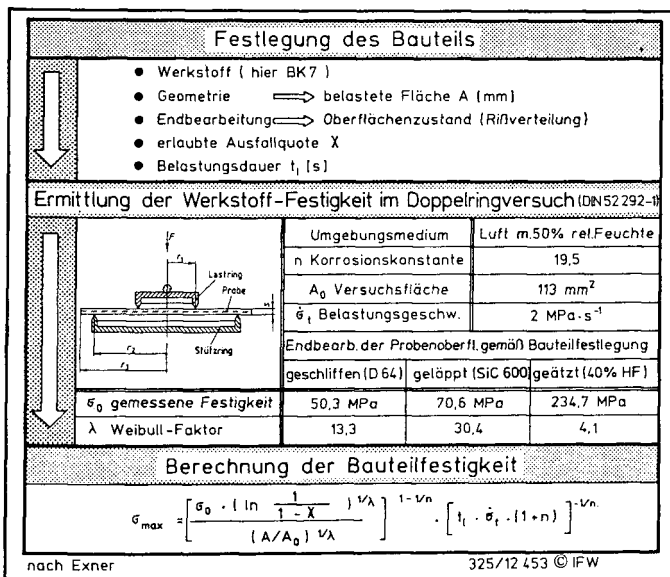 Festlegung des Bauteils
● Werkstoff ( hier BK7 )
● Geometrie ⟹ belastete Fläche A (mm)
● Endbearbeitung ⟹ Oberflächenzustand (Rißverteilung)
● erlaubte Ausfallquote X
● Belastungsdauer t_l [s]
Ermittlung der Werkstoff-Festigkeit im Doppelringversuch (DIN 52 292-1)
F
r_1
Lastring
Probe
s
Stützring
r_2
r_3
Umgebungsmedium Luft m.50% rel.Feuchte
n Korrosionskonstante 19,5
A_0 Versuchsfläche 113 mm²
σ̇_t Belastungsgeschw. 2 MPa·s⁻¹
Endbearb. der Probenoberfl. gemäß Bauteilfestlegung
geschliffen (D 64) geläppt (SiC 600) geätzt (40% HF)
σ_0 gemessene Festigkeit 50,3 MPa 70,6 MPa 234,7 MPa
λ Weibull-Faktor 13,3 30,4 4,1
Berechnung der Bauteilfestigkeit
σ_max = [ σ_0 · ( ln 1/(1 - X) )^1/λ / (A/A_0)^1/λ ]^1-1/n · [ t_l · σ̇_t · (1+n) ]^-1/n
nach Exner 325/12 453 © IFW